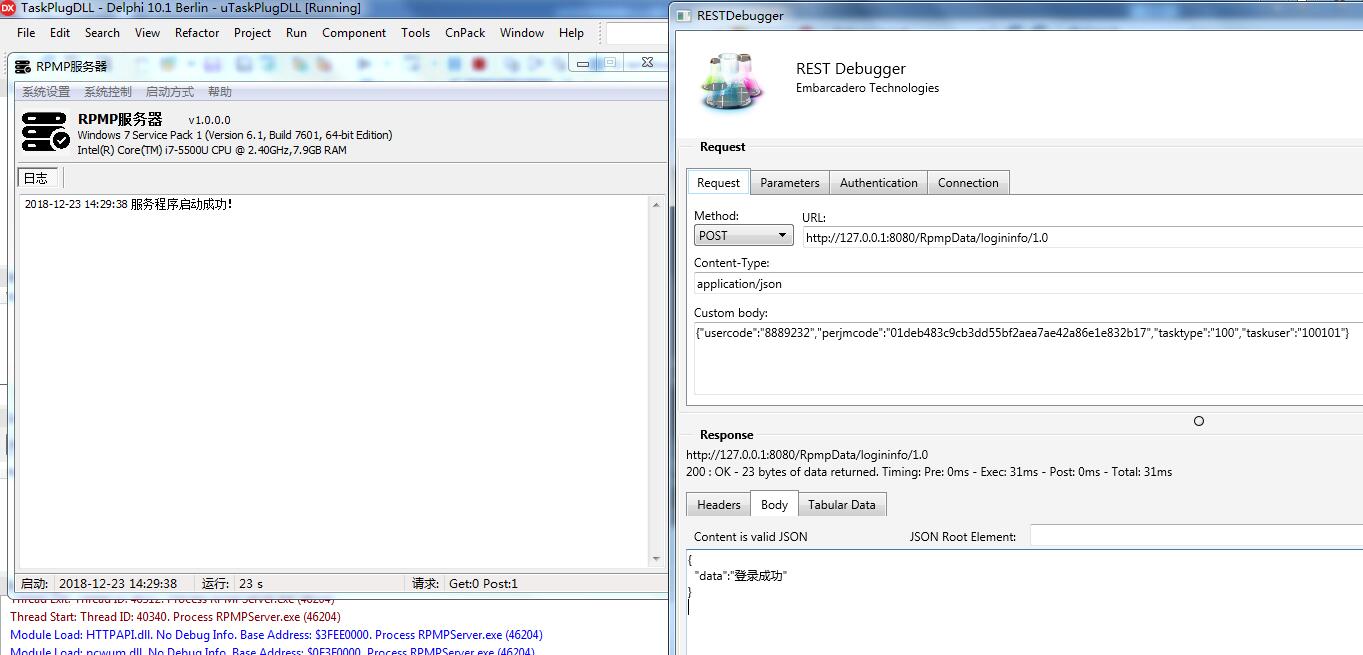 TaskPlugDLL - Delphi 10.1 Berlin - uTaskPlugDLL [Running]
File Edit Search View Refactor Project Run Component Tools CnPack Window Help
RPMP服务器
系统设置 系统控制 启动方式 帮助
RPMP服务器 v1.0.0.0
Windows 7 Service Pack 1 (Version 6.1, Build 7601, 64-bit Edition)
Intel(R) Core(TM) i7-5500U CPU @ 2.40GHz,7.9GB RAM
日志
2018-12-23 14:29:38 服务程序启动成功!
启动: 2018-12-23 14:29:38 运行: 23 s 请求: Get:0 Post:1
Thread Exit: Thread ID: 40312. Process RPMPServer.exe (46204)
Thread Start: Thread ID: 40340. Process RPMPServer.exe (46204)
Module Load: HTTPAPI.dll. No Debug Info. Base Address: $3FEE0000. Process RPMPServer.exe (46204)
Module Load: ncwum.dll. No Debug Info. Base Address: $0F3F0000. Process RPMPServer.exe (46204)
RESTDebugger
REST Debugger
Embarcadero Technologies
Request
Request Parameters Authentication Connection
Method: URL:
POST http://127.0.0.1:8080/RpmpData/logininfo/1.0
Content-Type:
application/json
Custom body:
{"usercode":"8889232","perjmcode":"01deb483c9cb3dd55bf2aea7ae42a86e1e832b17","tasktype":"100","taskuser":"100101"}
Response
http://127.0.0.1:8080/RpmpData/logininfo/1.0
200 : OK - 23 bytes of data returned. Timing: Pre: 0ms - Exec: 31ms - Post: 0ms - Total: 31ms
Headers Body Tabular Data
Content is valid JSON JSON Root Element:
{
"data":"登录成功"
}